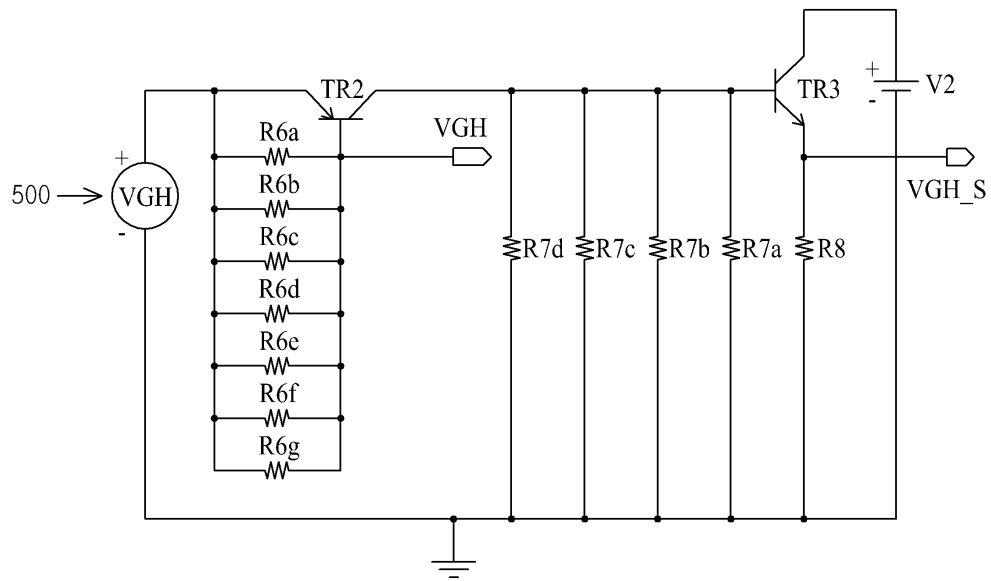 TR2
TR3
+
V2
-
VGH
R6a
+
VGH
-
500
VGH_S
R6b
R6c
R7d
R7c
R7b
R7a
R8
R6d
R6e
R6f
R6g